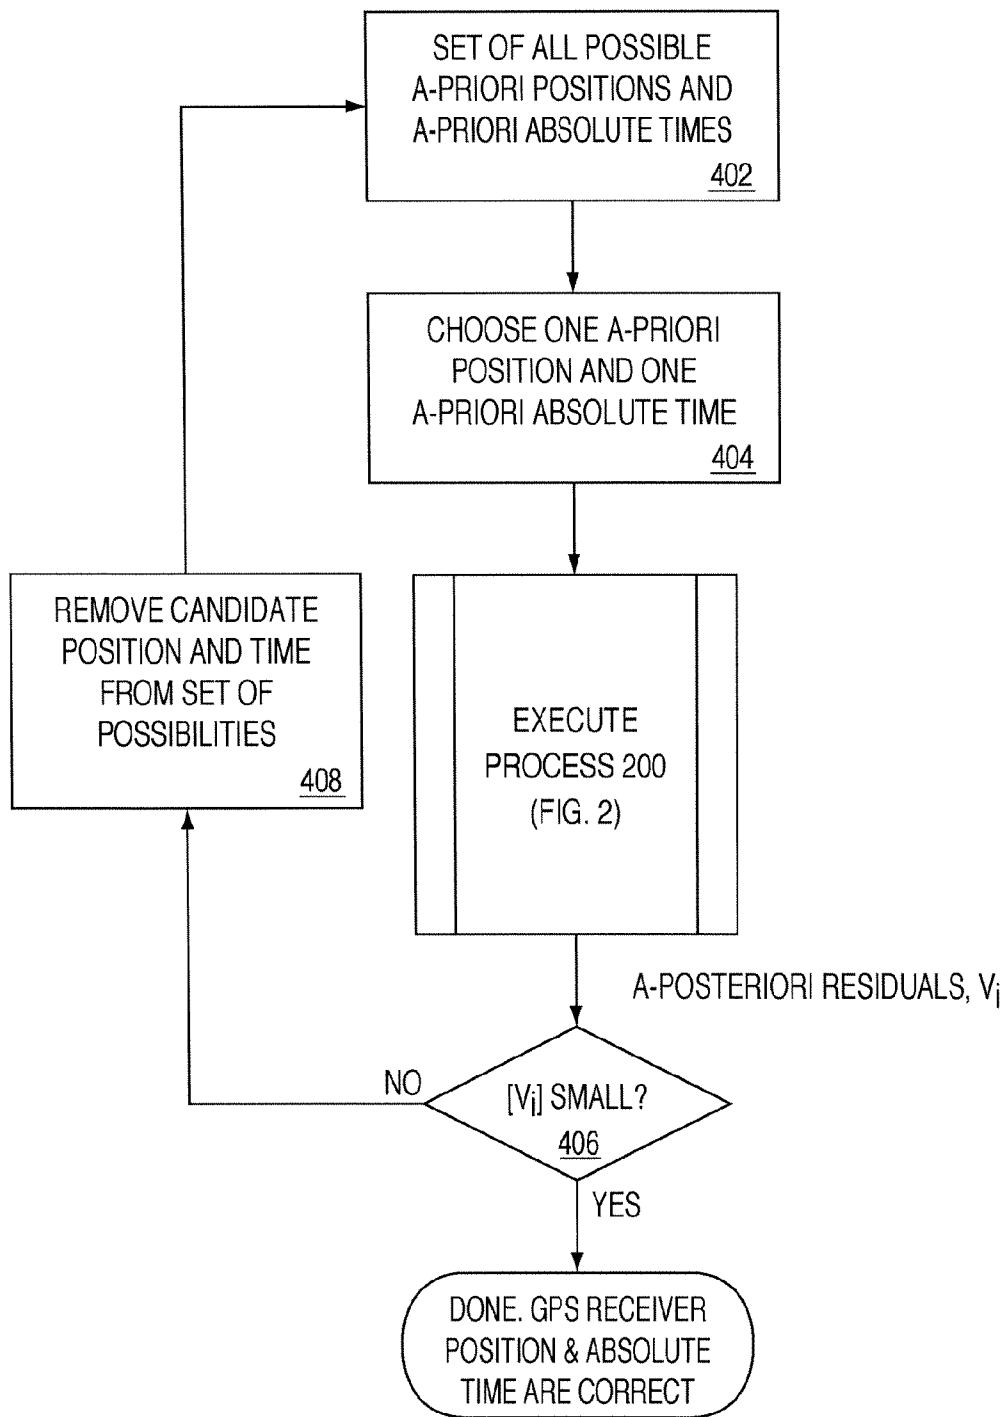 SET OF ALL POSSIBLE
A-PRIORI POSITIONS AND
A-PRIORI ABSOLUTE TIMES
402
CHOOSE ONE A-PRIORI
POSITION AND ONE
A-PRIORI ABSOLUTE TIME
404
REMOVE CANDIDATE
POSITION AND TIME
FROM SET OF
POSSIBILITIES
408
EXECUTE
PROCESS 200
(FIG. 2)
A-POSTERIORI RESIDUALS, Vi
NO
[Vi] SMALL?
406
YES
DONE. GPS RECEIVER
POSITION & ABSOLUTE
TIME ARE CORRECT